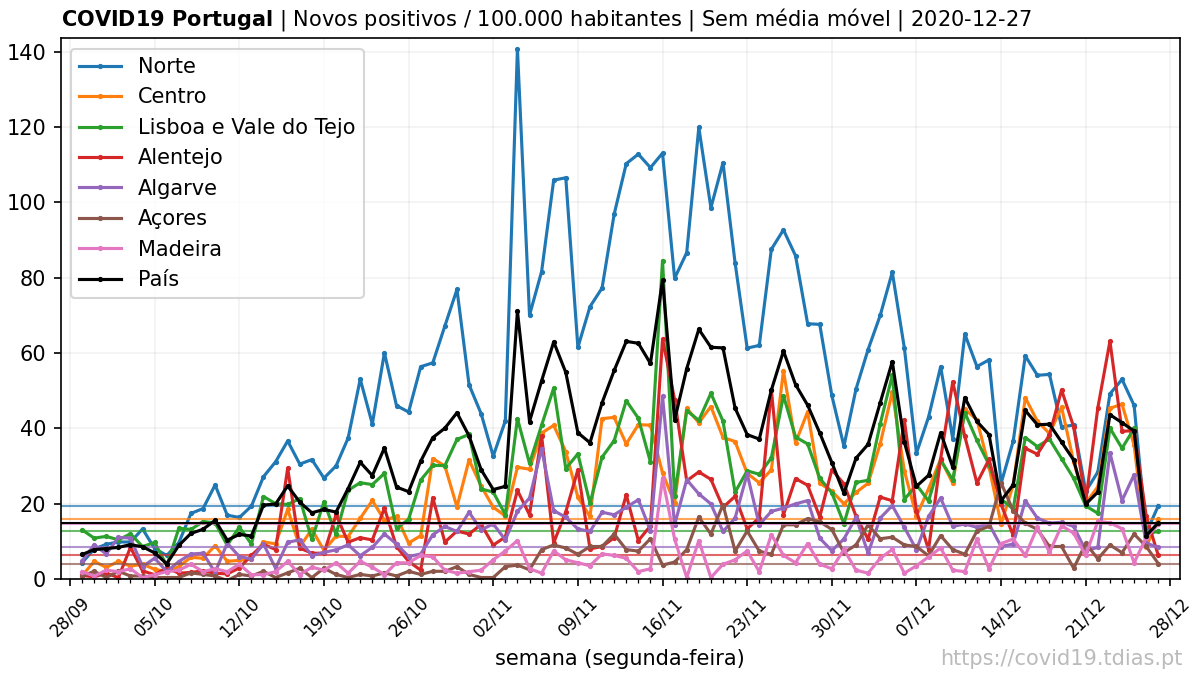 COVID19 Portugal | Novos positivos / 100.000 habitantes | Sem média móvel | 2020-12-27
140
120
100
80
60
40
20
0
Norte
Centro
Lisboa e Vale do Tejo
Alentejo
Algarve
Açores
Madeira
País
28/09
05/10
12/10
19/10
26/10
02/11
09/11
16/11
23/11
30/11
07/12
14/12
21/12
28/12
semana (segunda-feira)
https://covid19.tdias.pt